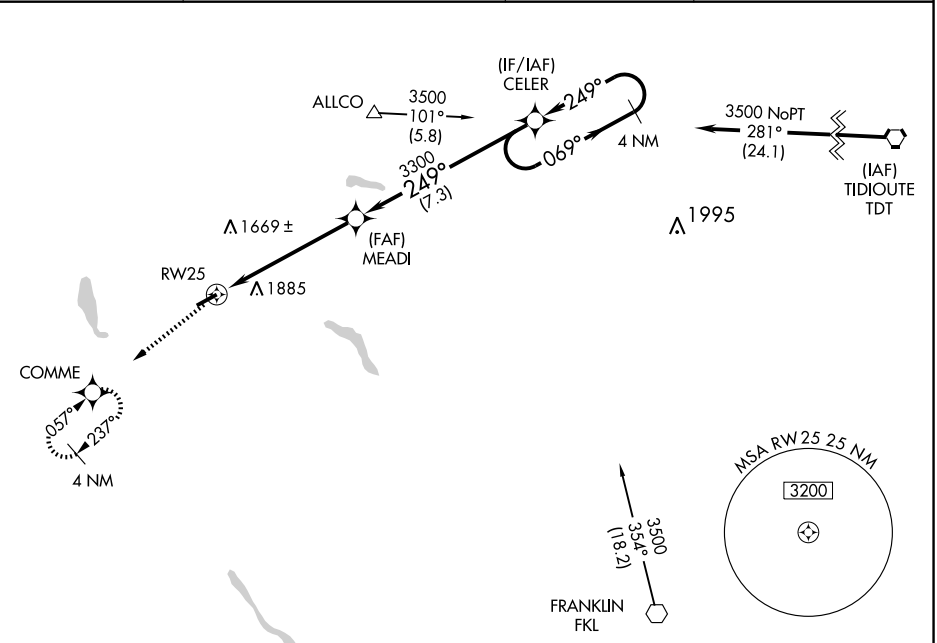 (IF/IAF)
CELER
ALLCO
3500
101°
(5.8)
249°
069°
4 NM
3500 NoPT
281°
(24.1)
(IAF)
TIDIOUTE
TDT
3300
249°
(7.3)
1995
1669 ±
(FAF)
MEADI
RW25
1885
COMME
057°
237°
4 NM
MSA RW25 25 NM
3200
3500
354°
(18.2)
FRANKLIN
FKL